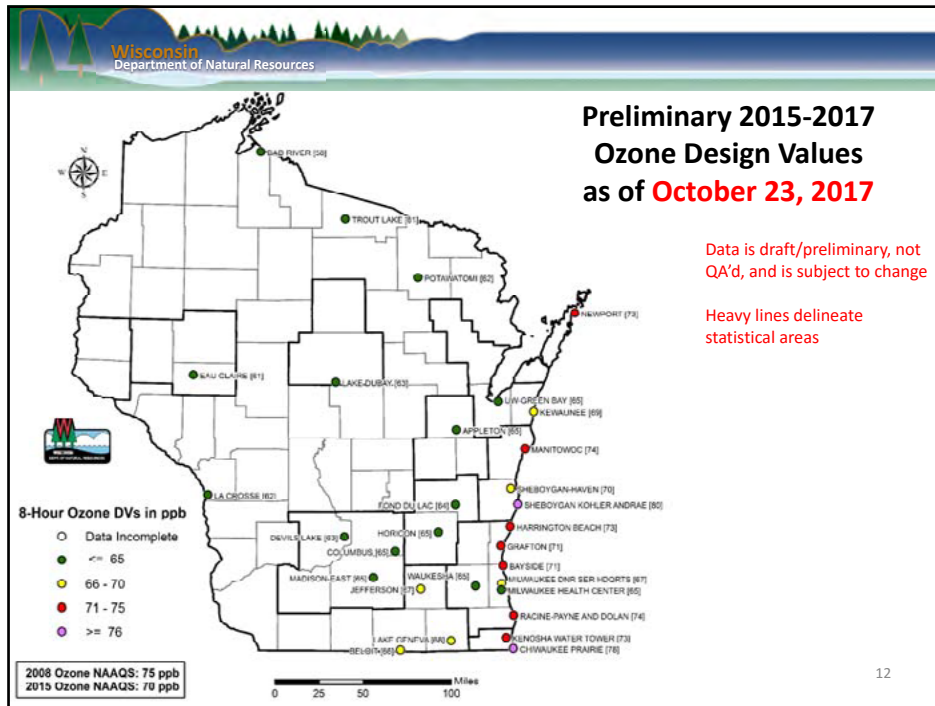 Wisconsin
Department of Natural Resources
Preliminary 2015-2017
Ozone Design Values
as of October 23, 2017
Data is draft/preliminary, not
QA'd, and is subject to change
Heavy lines delineate
statistical areas
N
W
E
S
BAD RIVER
TROUT LAKE [61]
POTAWATOMI [62]
NEWPORT [73]
EAU CLAIRE [61]
LAKE-DUBAY [63]
UW-GREEN BAY [65]
KEWAUNEE [69]
APPLETON [65]
MANITOWOC [74]
LA CROSSE [62]
SHEBOYGAN-HAVEN [70]
FOND DU LAC [64]
SHEBOYGAN KOHLER ANDRAE [80]
HARRINGTON BEACH [73]
DEVILS LAKE [63]
HORICON [65]
COLUMBUS [65]
GRAFTON [71]
BAYSIDE [71]
MADISON-EAST
WAUKESHA [65]
JEFFERSON [67]
MILWAUKEE DNR SER [67]
MILWAUKEE HEALTH CENTER [65]
RACINE-PAYNE AND DOLAN [74]
LAKE GENEVA
KENOSHA WATER TOWER [73]
BELOIT
CHIWAUKEE PRAIRIE [78]
WISCONSIN
DEPT. OF NATURAL RESOURCES
8-Hour Ozone DVs in ppb
Data Incomplete
<= 65
66 - 70
71 - 75
>= 76
2008 Ozone NAAQS: 75 ppb
2015 Ozone NAAQS: 70 ppb
Miles
0 25 50 100
12